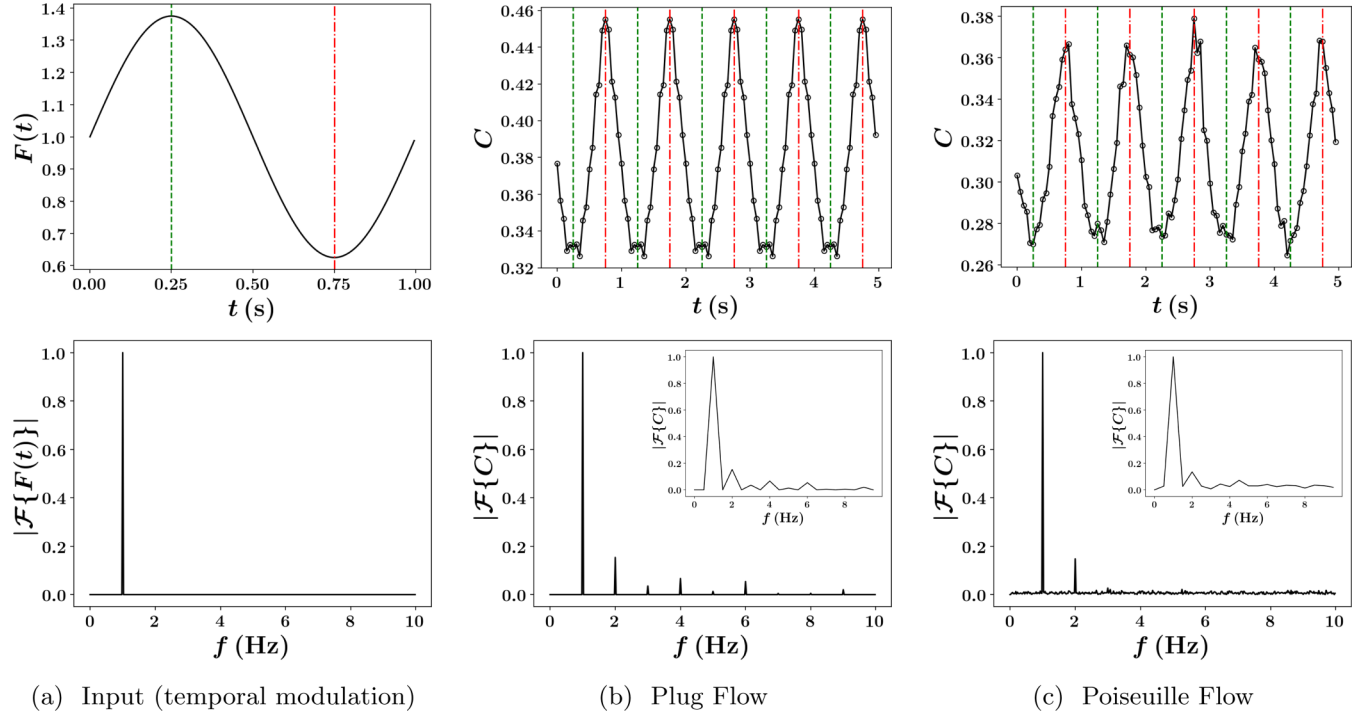 1.4
1.3
1.2
1.1
1.0
0.9
0.8
0.7
0.6
F(t)
0.00 0.25 0.50 0.75 1.00
t (s)
0.46
0.44
0.42
0.40
0.38
0.36
0.34
0.32
C
0 1 2 3 4 5
t (s)
0.38
0.36
0.34
0.32
0.30
0.28
0.26
C
0 1 2 3 4 5
t (s)
1.0
0.8
0.6
0.4
0.2
0.0
|ℱ{F(t)}|
0 2 4 6 8 10
f (Hz)
1.0
0.8
0.6
0.4
0.2
0.0
|ℱ{C}|
0 2 4 6 8 10
f (Hz)
1.0
0.8
0.6
0.4
0.2
0.0
|ℱ{C}|
0 2 4 6 8
f (Hz)
1.0
0.8
0.6
0.4
0.2
0.0
|ℱ{C}|
0 2 4 6 8 10
f (Hz)
1.0
0.8
0.6
0.4
0.2
0.0
|ℱ{C}|
0 2 4 6 8
f (Hz)
(a) Input (temporal modulation)
(b) Plug Flow
(c) Poiseuille Flow